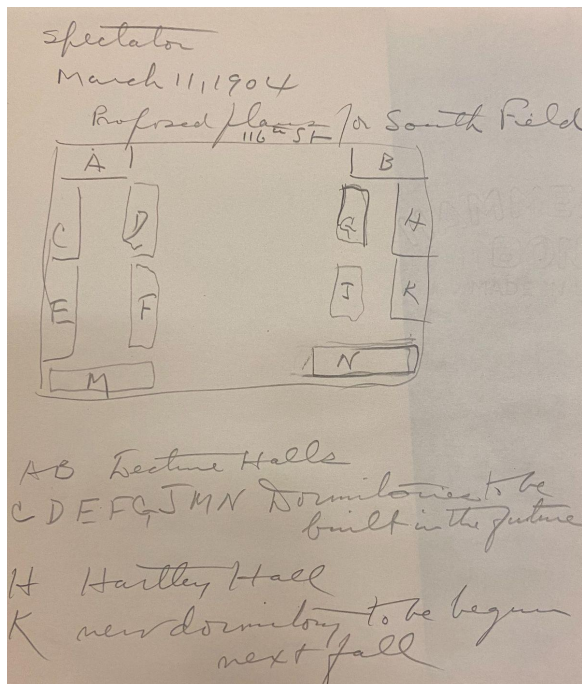 Spectator
March 11, 1904
Proposed plans for South Field
116th St
A B
C D G H
E F J K
M N
AB Lecture Halls
C D E F G J M N Dormitories to be
built in the future
H Hartley Hall
K new dormitory to be begun
next fall